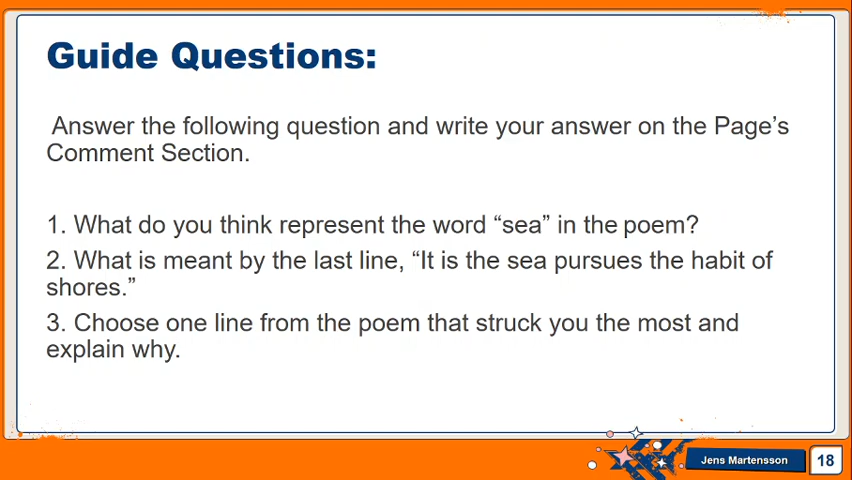 Guide Questions:
Answer the following question and write your answer on the Page's
Comment Section.
1. What do you think represent the word “sea” in the poem?
2. What is meant by the last line, “It is the sea pursues the habit of
shores.”
3. Choose one line from the poem that struck you the most and
explain why.
Jens Martensson
18